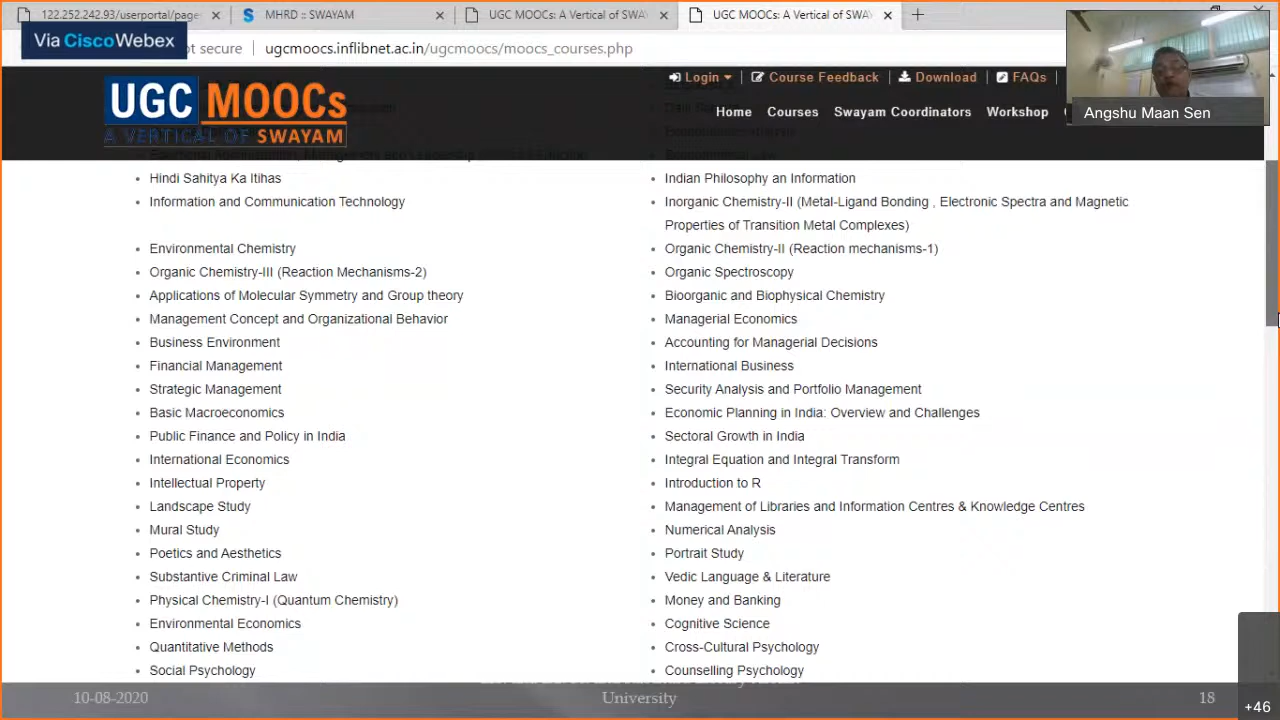 122.252.242.93/userportal/page
MHRD :: SWAYAM
UGC MOOCs: A Vertical of SWA
UGC MOOCs: A Vertical of SWA
Via Cisco Webex
ot secure
ugcmoocs.inflibnet.ac.in/ugcmoocs/moocs_courses.php
Angshu Maan Sen
UGC MOOCs
A VERTICAL OF SWAYAM
Login
Course Feedback
Download
FAQs
Home
Courses
Swayam Coordinators
Workshop
Hindi Sahitya Ka Itihas
Indian Philosophy an Information
Information and Communication Technology
Inorganic Chemistry-II (Metal-Ligand Bonding , Electronic Spectra and Magnetic
Properties of Transition Metal Complexes)
Environmental Chemistry
Organic Chemistry-II (Reaction mechanisms-1)
Organic Chemistry-III (Reaction Mechanisms-2)
Organic Spectroscopy
Applications of Molecular Symmetry and Group theory
Bioorganic and Biophysical Chemistry
Management Concept and Organizational Behavior
Managerial Economics
Business Environment
Accounting for Managerial Decisions
Financial Management
International Business
Strategic Management
Security Analysis and Portfolio Management
Basic Macroeconomics
Economic Planning in India: Overview and Challenges
Public Finance and Policy in India
Sectoral Growth in India
International Economics
Integral Equation and Integral Transform
Intellectual Property
Introduction to R
Landscape Study
Management of Libraries and Information Centres & Knowledge Centres
Mural Study
Numerical Analysis
Poetics and Aesthetics
Portrait Study
Substantive Criminal Law
Vedic Language & Literature
Physical Chemistry-I (Quantum Chemistry)
Money and Banking
Environmental Economics
Cognitive Science
Quantitative Methods
Cross-Cultural Psychology
Social Psychology
Counselling Psychology
10-08-2020
University
18
+46